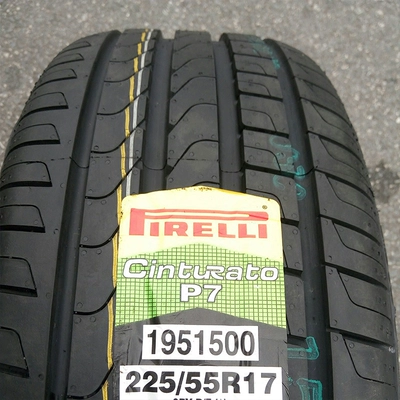 PIRELLI
Cinturato
P7
1951500
225/55R17